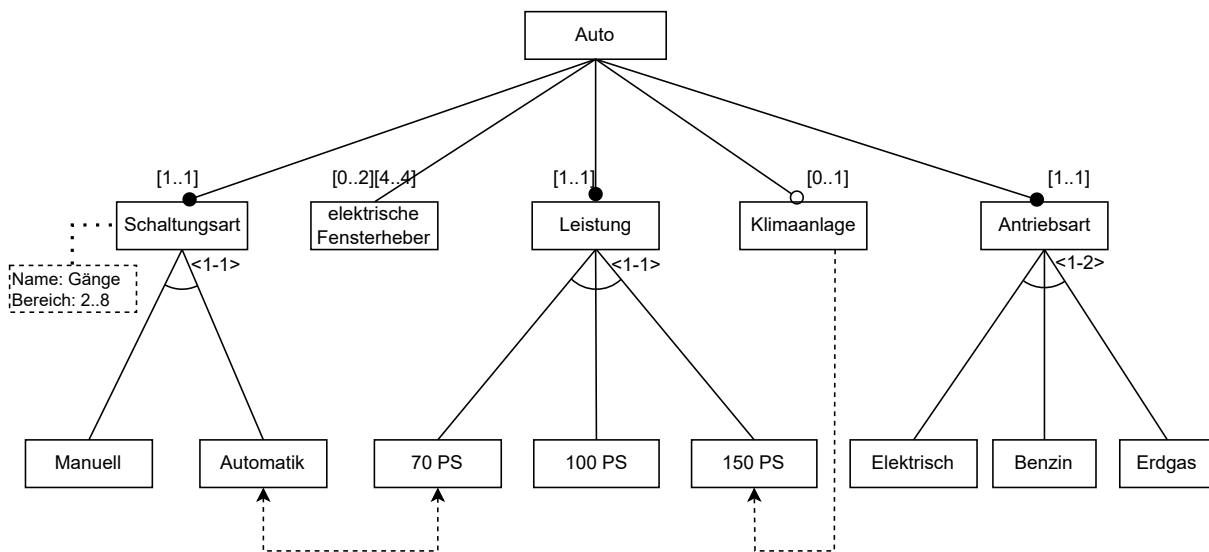 Auto
[1..1]
[0..2][4..4]
[1..1]
[0..1]
[1..1]
Schaltungsart
elektrische
Fensterheber
Leistung
Klimaanlage
Antriebsart
<1-1>
<1-1>
<1-2>
Name: Gänge
Bereich: 2..8
Manuell
Automatik
70 PS
100 PS
150 PS
Elektrisch
Benzin
Erdgas